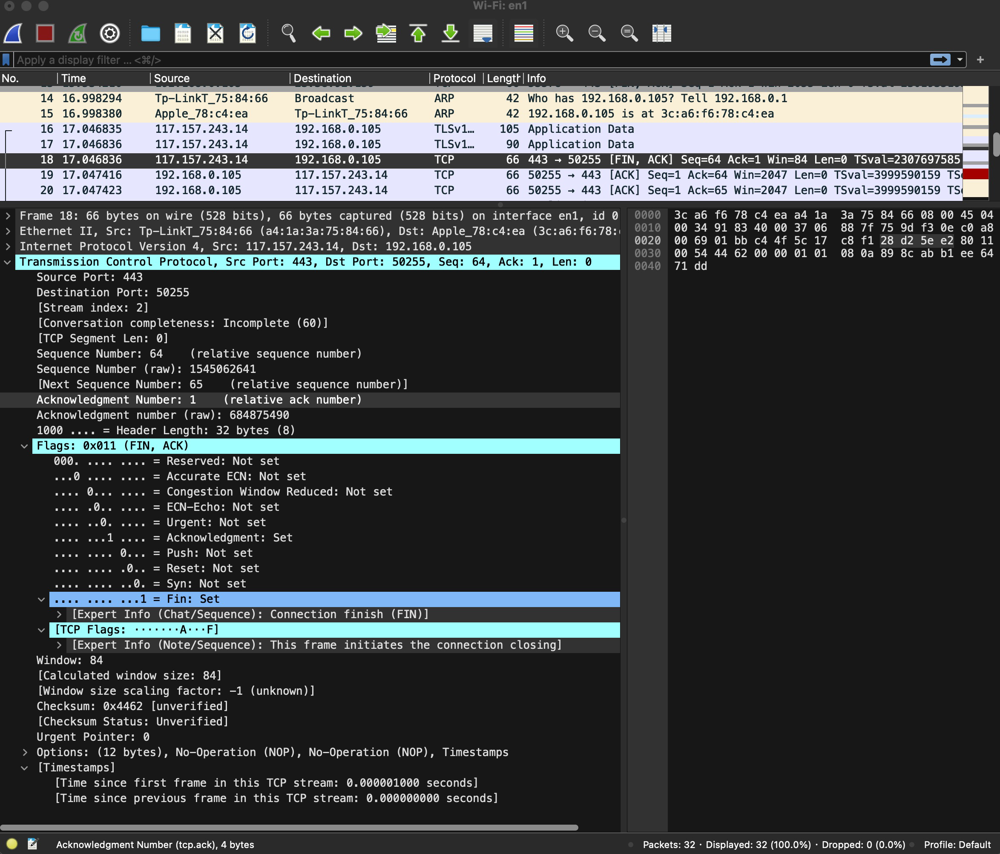 Wi-Fi: en1
Apply a display filter ... <⌘/>
No. Time Source Destination Protocol Length Info
14 16.998294 Tp-LinkT_75:84:66 Broadcast ARP 42 Who has 192.168.0.105? Tell 192.168.0.1
15 16.998380 Apple_78:c4:ea Tp-LinkT_75:84:66 ARP 42 192.168.0.105 is at 3c:a6:f6:78:c4:ea
16 17.046835 117.157.243.14 192.168.0.105 TLSv1… 105 Application Data
17 17.046836 117.157.243.14 192.168.0.105 TLSv1… 90 Application Data
18 17.046836 117.157.243.14 192.168.0.105 TCP 66 443 → 50255 [FIN, ACK] Seq=64 Ack=1 Win=84 Len=0 TSval=2307697585
19 17.047416 192.168.0.105 117.157.243.14 TCP 66 50255 → 443 [ACK] Seq=1 Ack=64 Win=2047 Len=0 TSval=3999590159
20 17.047423 192.168.0.105 117.157.243.14 TCP 66 50255 → 443 [ACK] Seq=1 Ack=65 Win=2047 Len=0 TSval=3999590159
Frame 18: 66 bytes on wire (528 bits), 66 bytes captured (528 bits) on interface en1, id 0
Ethernet II, Src: Tp-LinkT_75:84:66 (a4:1a:3a:75:84:66), Dst: Apple_78:c4:ea (3c:a6:f6:78:
Internet Protocol Version 4, Src: 117.157.243.14, Dst: 192.168.0.105
Transmission Control Protocol, Src Port: 443, Dst Port: 50255, Seq: 64, Ack: 1, Len: 0
Source Port: 443
Destination Port: 50255
[Stream index: 2]
[Conversation completeness: Incomplete (60)]
[TCP Segment Len: 0]
Sequence Number: 64 (relative sequence number)
Sequence Number (raw): 1545062641
[Next Sequence Number: 65 (relative sequence number)]
Acknowledgment Number: 1 (relative ack number)
Acknowledgment number (raw): 684875490
1000 .... = Header Length: 32 bytes (8)
Flags: 0x011 (FIN, ACK)
000. .... .... = Reserved: Not set
...0 .... .... = Accurate ECN: Not set
.... 0... .... = Congestion Window Reduced: Not set
.... .0.. .... = ECN-Echo: Not set
.... ..0. .... = Urgent: Not set
.... ...1 .... = Acknowledgment: Set
.... .... 0... = Push: Not set
.... .... .0.. = Reset: Not set
.... .... ..0. = Syn: Not set
.... .... ...1 = Fin: Set
[Expert Info (Chat/Sequence): Connection finish (FIN)]
[TCP Flags: ·······A···F]
[Expert Info (Note/Sequence): This frame initiates the connection closing]
Window: 84
[Calculated window size: 84]
[Window size scaling factor: -1 (unknown)]
Checksum: 0x4462 [unverified]
[Checksum Status: Unverified]
Urgent Pointer: 0
Options: (12 bytes), No-Operation (NOP), No-Operation (NOP), Timestamps
[Timestamps]
[Time since first frame in this TCP stream: 0.000001000 seconds]
[Time since previous frame in this TCP stream: 0.000000000 seconds]
0000 3c a6 f6 78 c4 ea a4 1a 3a 75 84 66 08 00 45 04
0010 00 34 91 83 40 00 37 06 88 7f 75 9d f3 0e c0 a8
0020 00 69 01 bb c4 4f 5c 17 c8 f1 28 d2 5e e2 80 11
0030 00 54 44 62 00 00 01 01 08 0a 89 8c ab b1 ee 64
0040 71 dd
Acknowledgment Number (tcp.ack), 4 bytes
Packets: 32 · Displayed: 32 (100.0%) · Dropped: 0 (0.0%)
Profile: Default